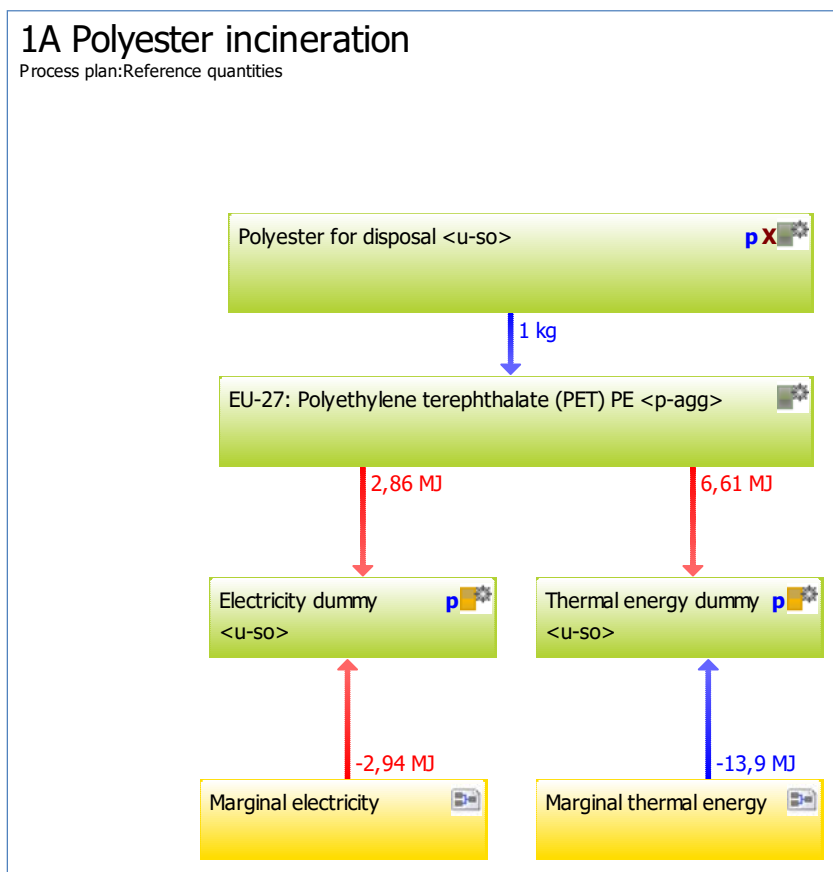 1A Polyester incineration
Process plan:Reference quantities
Polyester for disposal <u-so>
p X
1 kg
EU-27: Polyethylene terephthalate (PET) PE <p-agg>
2,86 MJ
6,61 MJ
Electricity dummy p
<u-so>
Thermal energy dummy p
<u-so>
-2,94 MJ
-13,9 MJ
Marginal electricity
Marginal thermal energy